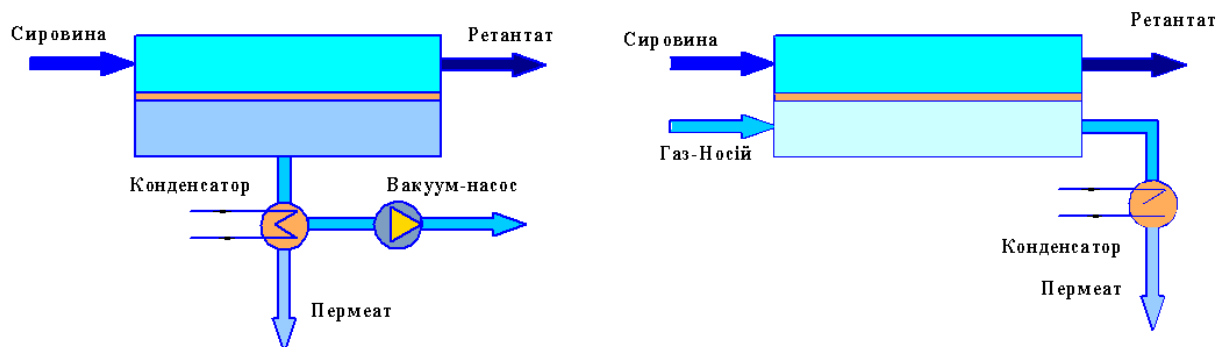 Сировина
Ретантат
Конденсатор
Вакуум-насос
Пермеат
Сировина
Ретантат
Газ-Носій
Конденсатор
Пермеат